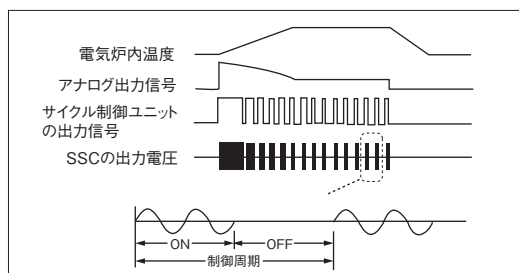 電気炉内温度
アナログ出力信号
サイクル制御ユニット
の出力信号
SSCの出力電圧
ON
OFF
制御周期